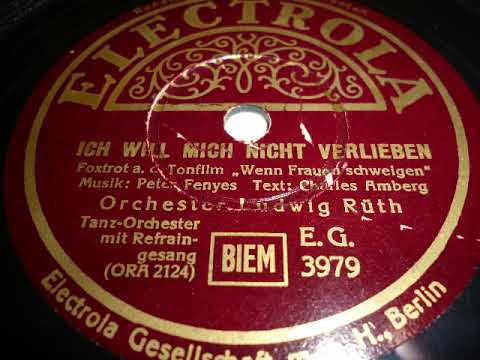 ELECTROLA
ICH WILL MICH NICHT VERLIEBEN
Foxtrot a. d. Tonfilm „Wenn Frauen schweigen"
Musik: Peter Fenyes Text: Charles Amberg
Orchester Ludwig Rüth
Tanz-Orchester
mit Refrain-
gesang
(ORA 2124)
BIEM
E.G.
3979
Electrola Gesellschaft m. H., Berlin